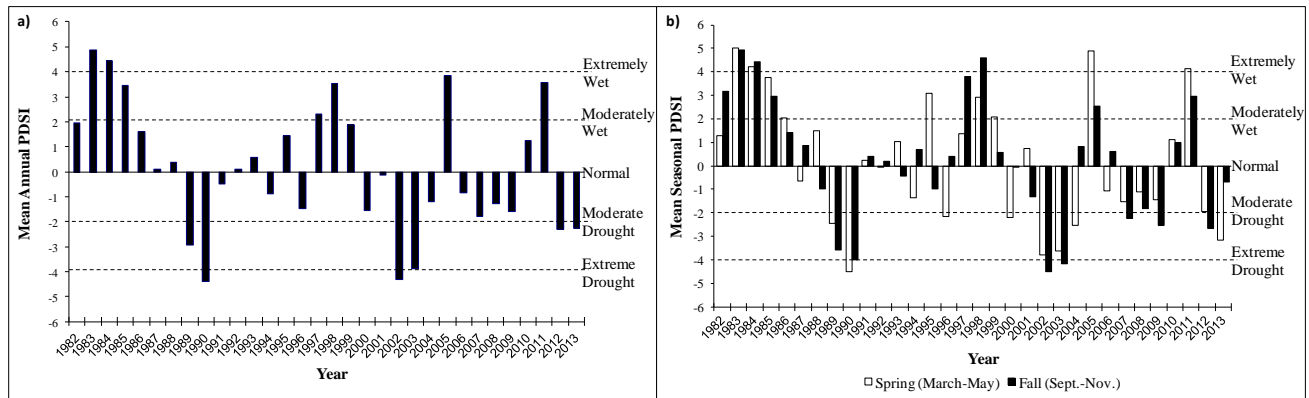 a)
Mean Annual PDSI
6
5
4
3
2
1
0
-1
-2
-3
-4
-5
-6
Extremely
Wet
Moderately
Wet
Normal
Moderate
Drought
Extreme
Drought
1982 1983 1984 1985 1986 1987 1988 1989 1990 1991 1992 1993 1994 1995 1996 1997 1998 1999 2000 2001 2002 2003 2004 2005 2006 2007 2008 2009 2010 2011 2012 2013
Year
b)
Mean Seasonal PDSI
6
5
4
3
2
1
0
-1
-2
-3
-4
-5
-6
Extremely
Wet
Moderately
Wet
Normal
Moderate
Drought
Extreme
Drought
1982 1983 1984 1985 1986 1987 1988 1989 1990 1991 1992 1993 1994 1995 1996 1997 1998 1999 2000 2001 2002 2003 2004 2005 2006 2007 2008 2009 2010 2011 2012 2013
Year
Spring (March-May) Fall (Sept.-Nov.)